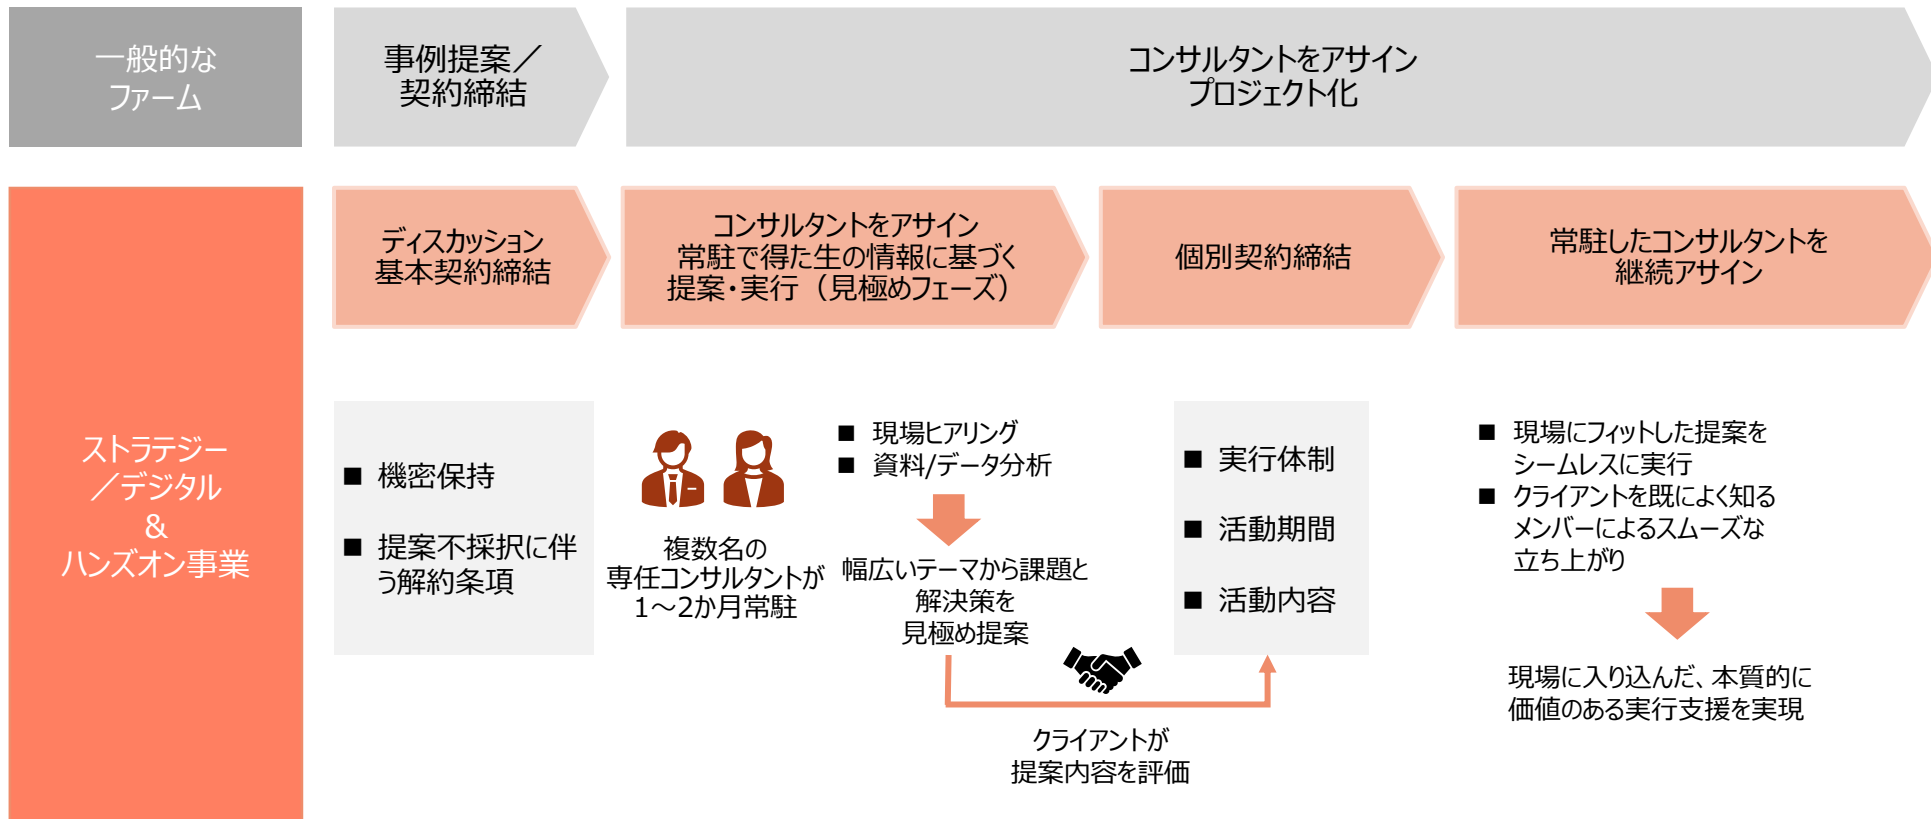 一般的な
ファーム
事例提案／
契約締結
コンサルタントをアサイン
プロジェクト化
ストラテジー
／デジタル
&
ハンズオン事業
ディスカッション
基本契約締結
コンサルタントをアサイン
常駐で得た生の情報に基づく
提案・実行（見極めフェーズ）
個別契約締結
常駐したコンサルタントを
継続アサイン
■ 機密保持
■ 提案不採択に伴
う解約条項
複数名の
専任コンサルタントが
1～2か月常駐
■ 現場ヒアリング
■ 資料/データ分析
幅広いテーマから課題と
解決策を
見極め提案
クライアントが
提案内容を評価
■ 実行体制
■ 活動期間
■ 活動内容
■ 現場にフィットした提案を
シームレスに実行
■ クライアントを既によく知る
メンバーによるスムーズな
立ち上がり
現場に入り込んだ、本質的に
価値のある実行支援を実現